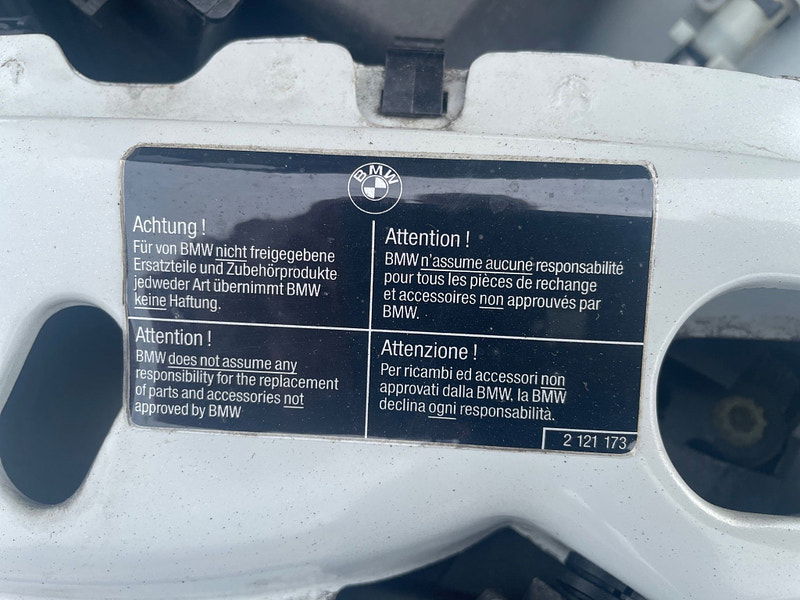 BMW
Achtung !
Für von BMW nicht freigegebene
Ersatzteile und Zubehörprodukte
jedweder Art übernimmt BMW
keine Haftung.
Attention !
BMW n'assume aucune responsabilité
pour tous les pièces de rechange
et accessoires non approuvés par
BMW.
Attention !
BMW does not assume any
responsibility for the replacement
of parts and accessories not
approved by BMW
Attenzione !
Per ricambi ed accessori non
approvati dalla BMW. la BMW
declina ogni responsabilità.
2 121 173